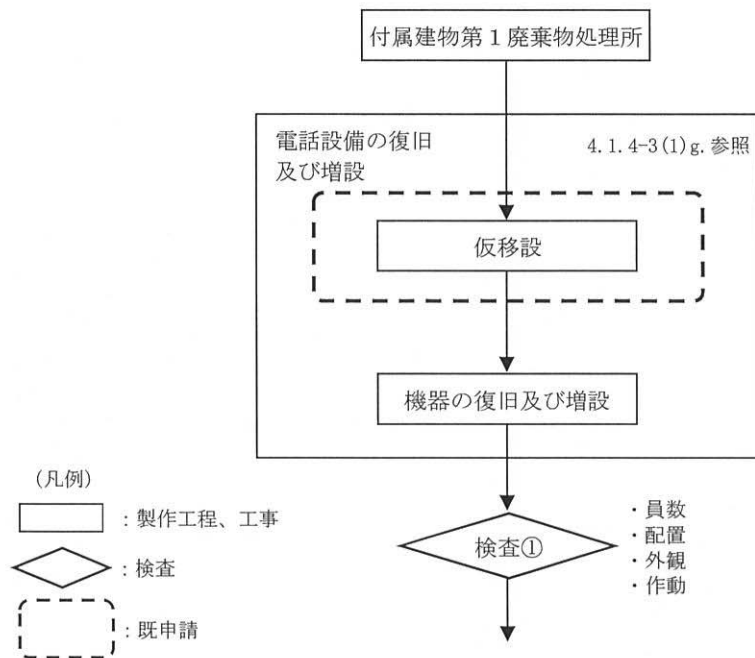 付属建物第1廃棄物処理所
電話設備の復旧
及び増設
4.1.4-3(1)g.参照
仮移設
機器の復旧及び増設
検査①
・員数
・配置
・外観
・作動
(凡例)
:製作工程、工事
:検査
:既申請